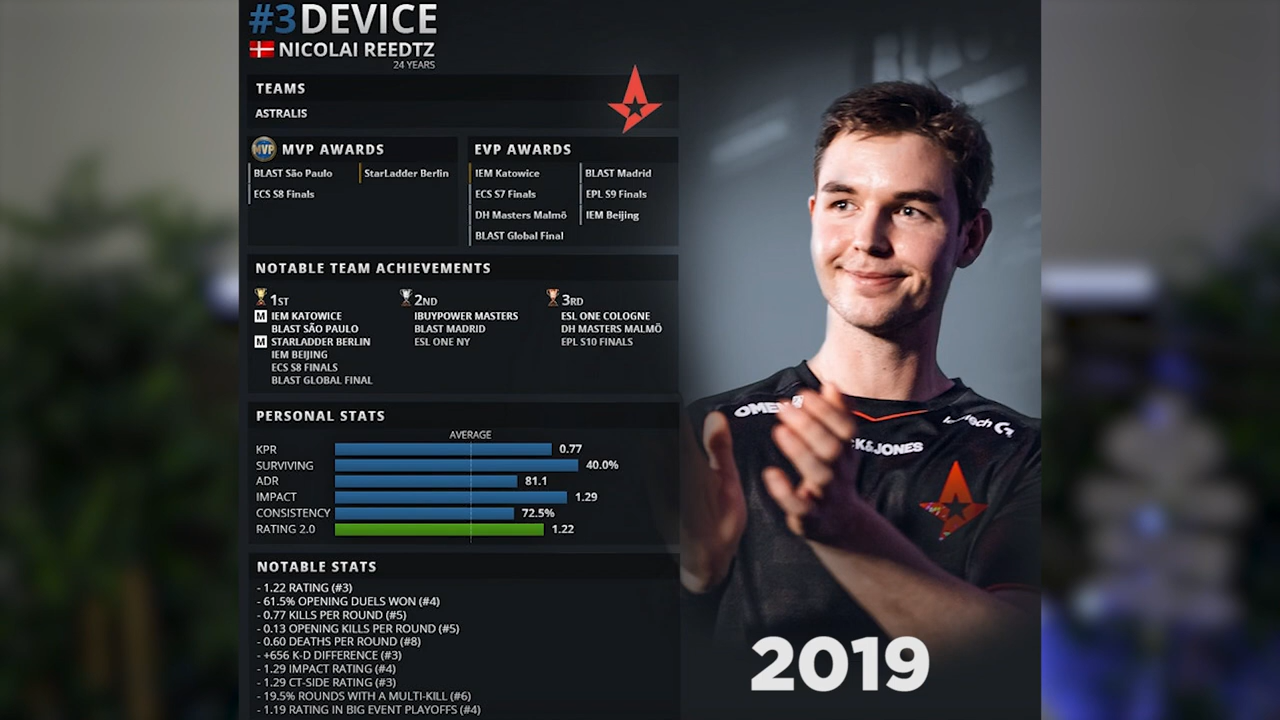 #3 DEVICE
NICOLAI REEDTZ
24 YEARS
TEAMS
ASTRALIS
MVP MVP AWARDS
BLAST São Paulo
StarLadder Berlin
ECS S8 Finals
EVP AWARDS
IEM Katowice
BLAST Madrid
ECS S7 Finals
EPL S9 Finals
DH Masters Malmö
IEM Beijing
BLAST Global Final
NOTABLE TEAM ACHIEVEMENTS
1ST
M IEM KATOWICE
BLAST SÃO PAULO
M STARLADDER BERLIN
IEM BEIJING
ECS S8 FINALS
BLAST GLOBAL FINAL
2ND
IBUYPOWER MASTERS
BLAST MADRID
ESL ONE NY
3RD
ESL ONE COLOGNE
DH MASTERS MALMÖ
EPL S10 FINALS
PERSONAL STATS
AVERAGE
KPR 0.77
SURVIVING 40.0%
ADR 81.1
IMPACT 1.29
CONSISTENCY 72.5%
RATING 2.0 1.22
NOTABLE STATS
- 1.22 RATING (#3)
- 61.5% OPENING DUELS WON (#4)
- 0.77 KILLS PER ROUND (#5)
- 0.13 OPENING KILLS PER ROUND (#5)
- 0.60 DEATHS PER ROUND (#8)
- +656 K-D DIFFERENCE (#3)
- 1.29 IMPACT RATING (#4)
- 1.29 CT-SIDE RATING (#3)
- 19.5% ROUNDS WITH A MULTI-KILL (#6)
- 1.19 RATING IN BIG EVENT PLAYOFFS (#4)
OMEN
K&JONES
2019